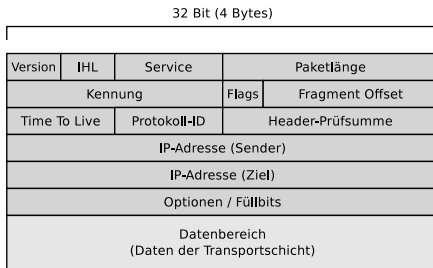 32 Bit (4 Bytes)
Version IHL Service Paketlänge
Kennung Flags Fragment Offset
Time To Live Protokoll-ID Header-Prüfsumme
IP-Adresse (Sender)
IP-Adresse (Ziel)
Optionen / Füllbits
Datenbereich
(Daten der Transportschicht)